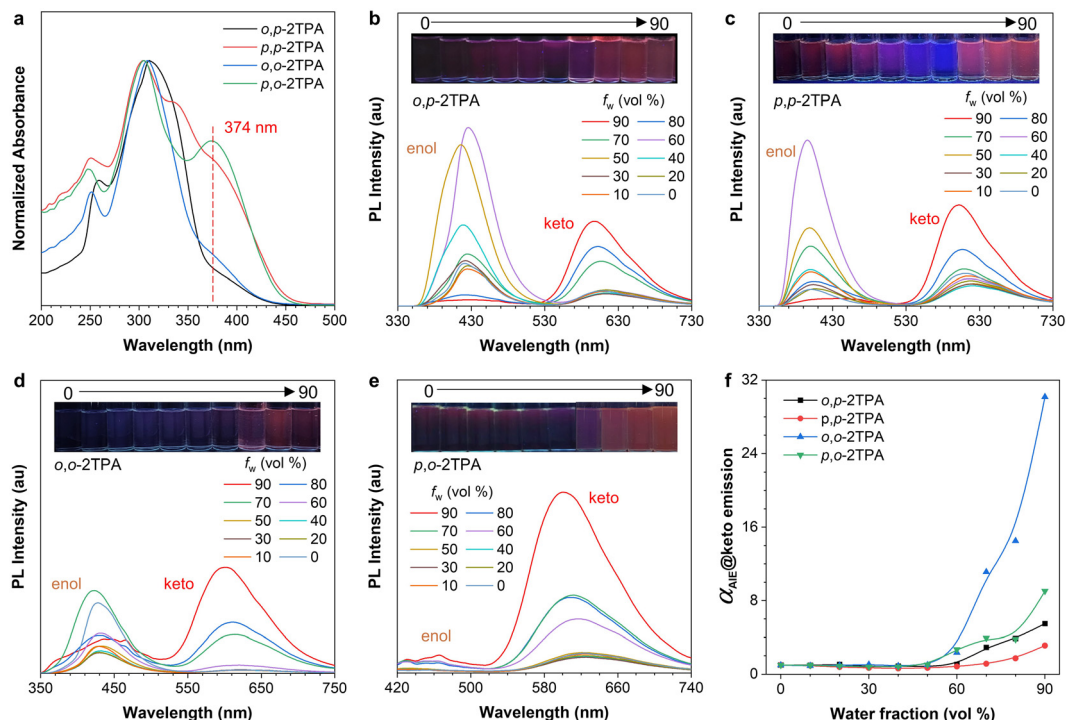 a
o,p-2TPA
p,p-2TPA
o,o-2TPA
p,o-2TPA
374 nm
Normalized Absorbance
200 250 300 350 400 450 500
Wavelength (nm)
b
0 90
o,p-2TPA
fw (vol %)
90 80
70 60
50 40
30 20
10 0
enol
keto
PL Intensity (au)
330 430 530 630 730
Wavelength (nm)
c
0 90
p,p-2TPA
fw (vol %)
90 80
70 60
50 40
30 20
10 0
enol
keto
PL Intensity (au)
330 430 530 630 730
Wavelength (nm)
d
0 90
o,o-2TPA
fw (vol %)
90 80
70 60
50 40
30 20
10 0
enol
keto
PL Intensity (au)
350 450 550 650 750
Wavelength (nm)
e
0 90
p,o-2TPA
fw (vol %)
90 80
70 60
50 40
30 20
10 0
keto
enol
PL Intensity (au)
420 500 580 660 740
Wavelength (nm)
f
32
24
16
8
4
0
o,p-2TPA
p,p-2TPA
o,o-2TPA
p,o-2TPA
αAIE@keto emission
0 30 60 70 80 90
Water fraction (vol %)